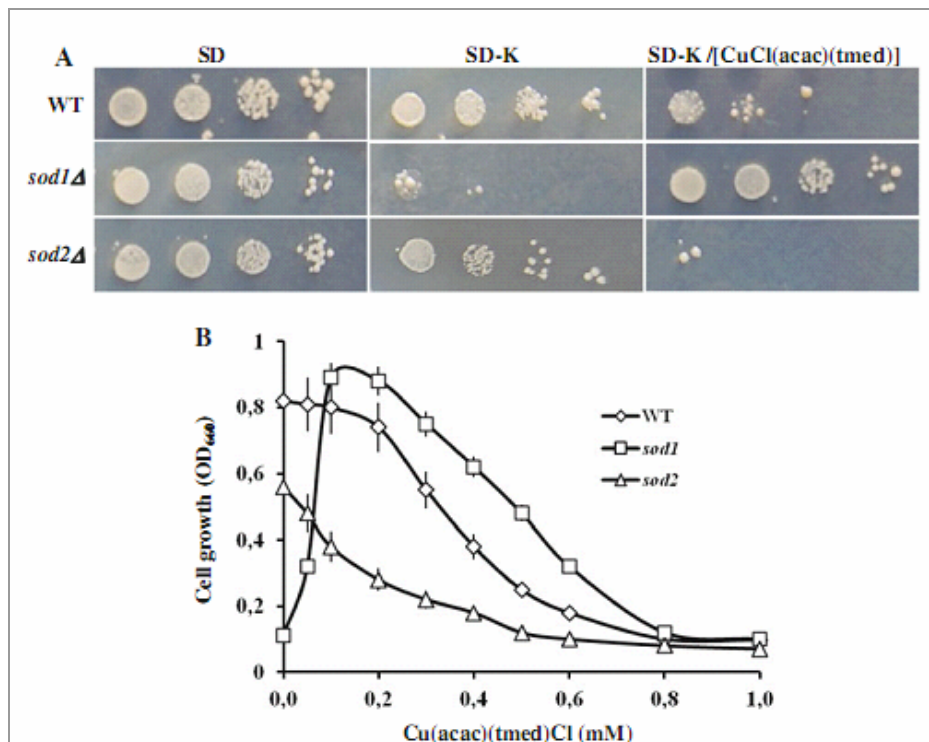 A SD SD-K SD-K /[CuCl(acac)(tmed)]
WT
sod1Δ
sod2Δ
B
1
0,8
0,6
0,4
0,2
0
Cell growth (OD660)
WT
sod1
sod2
0,0 0,2 0,4 0,6 0,8 1,0
Cu(acac)(tmed)Cl (mM)